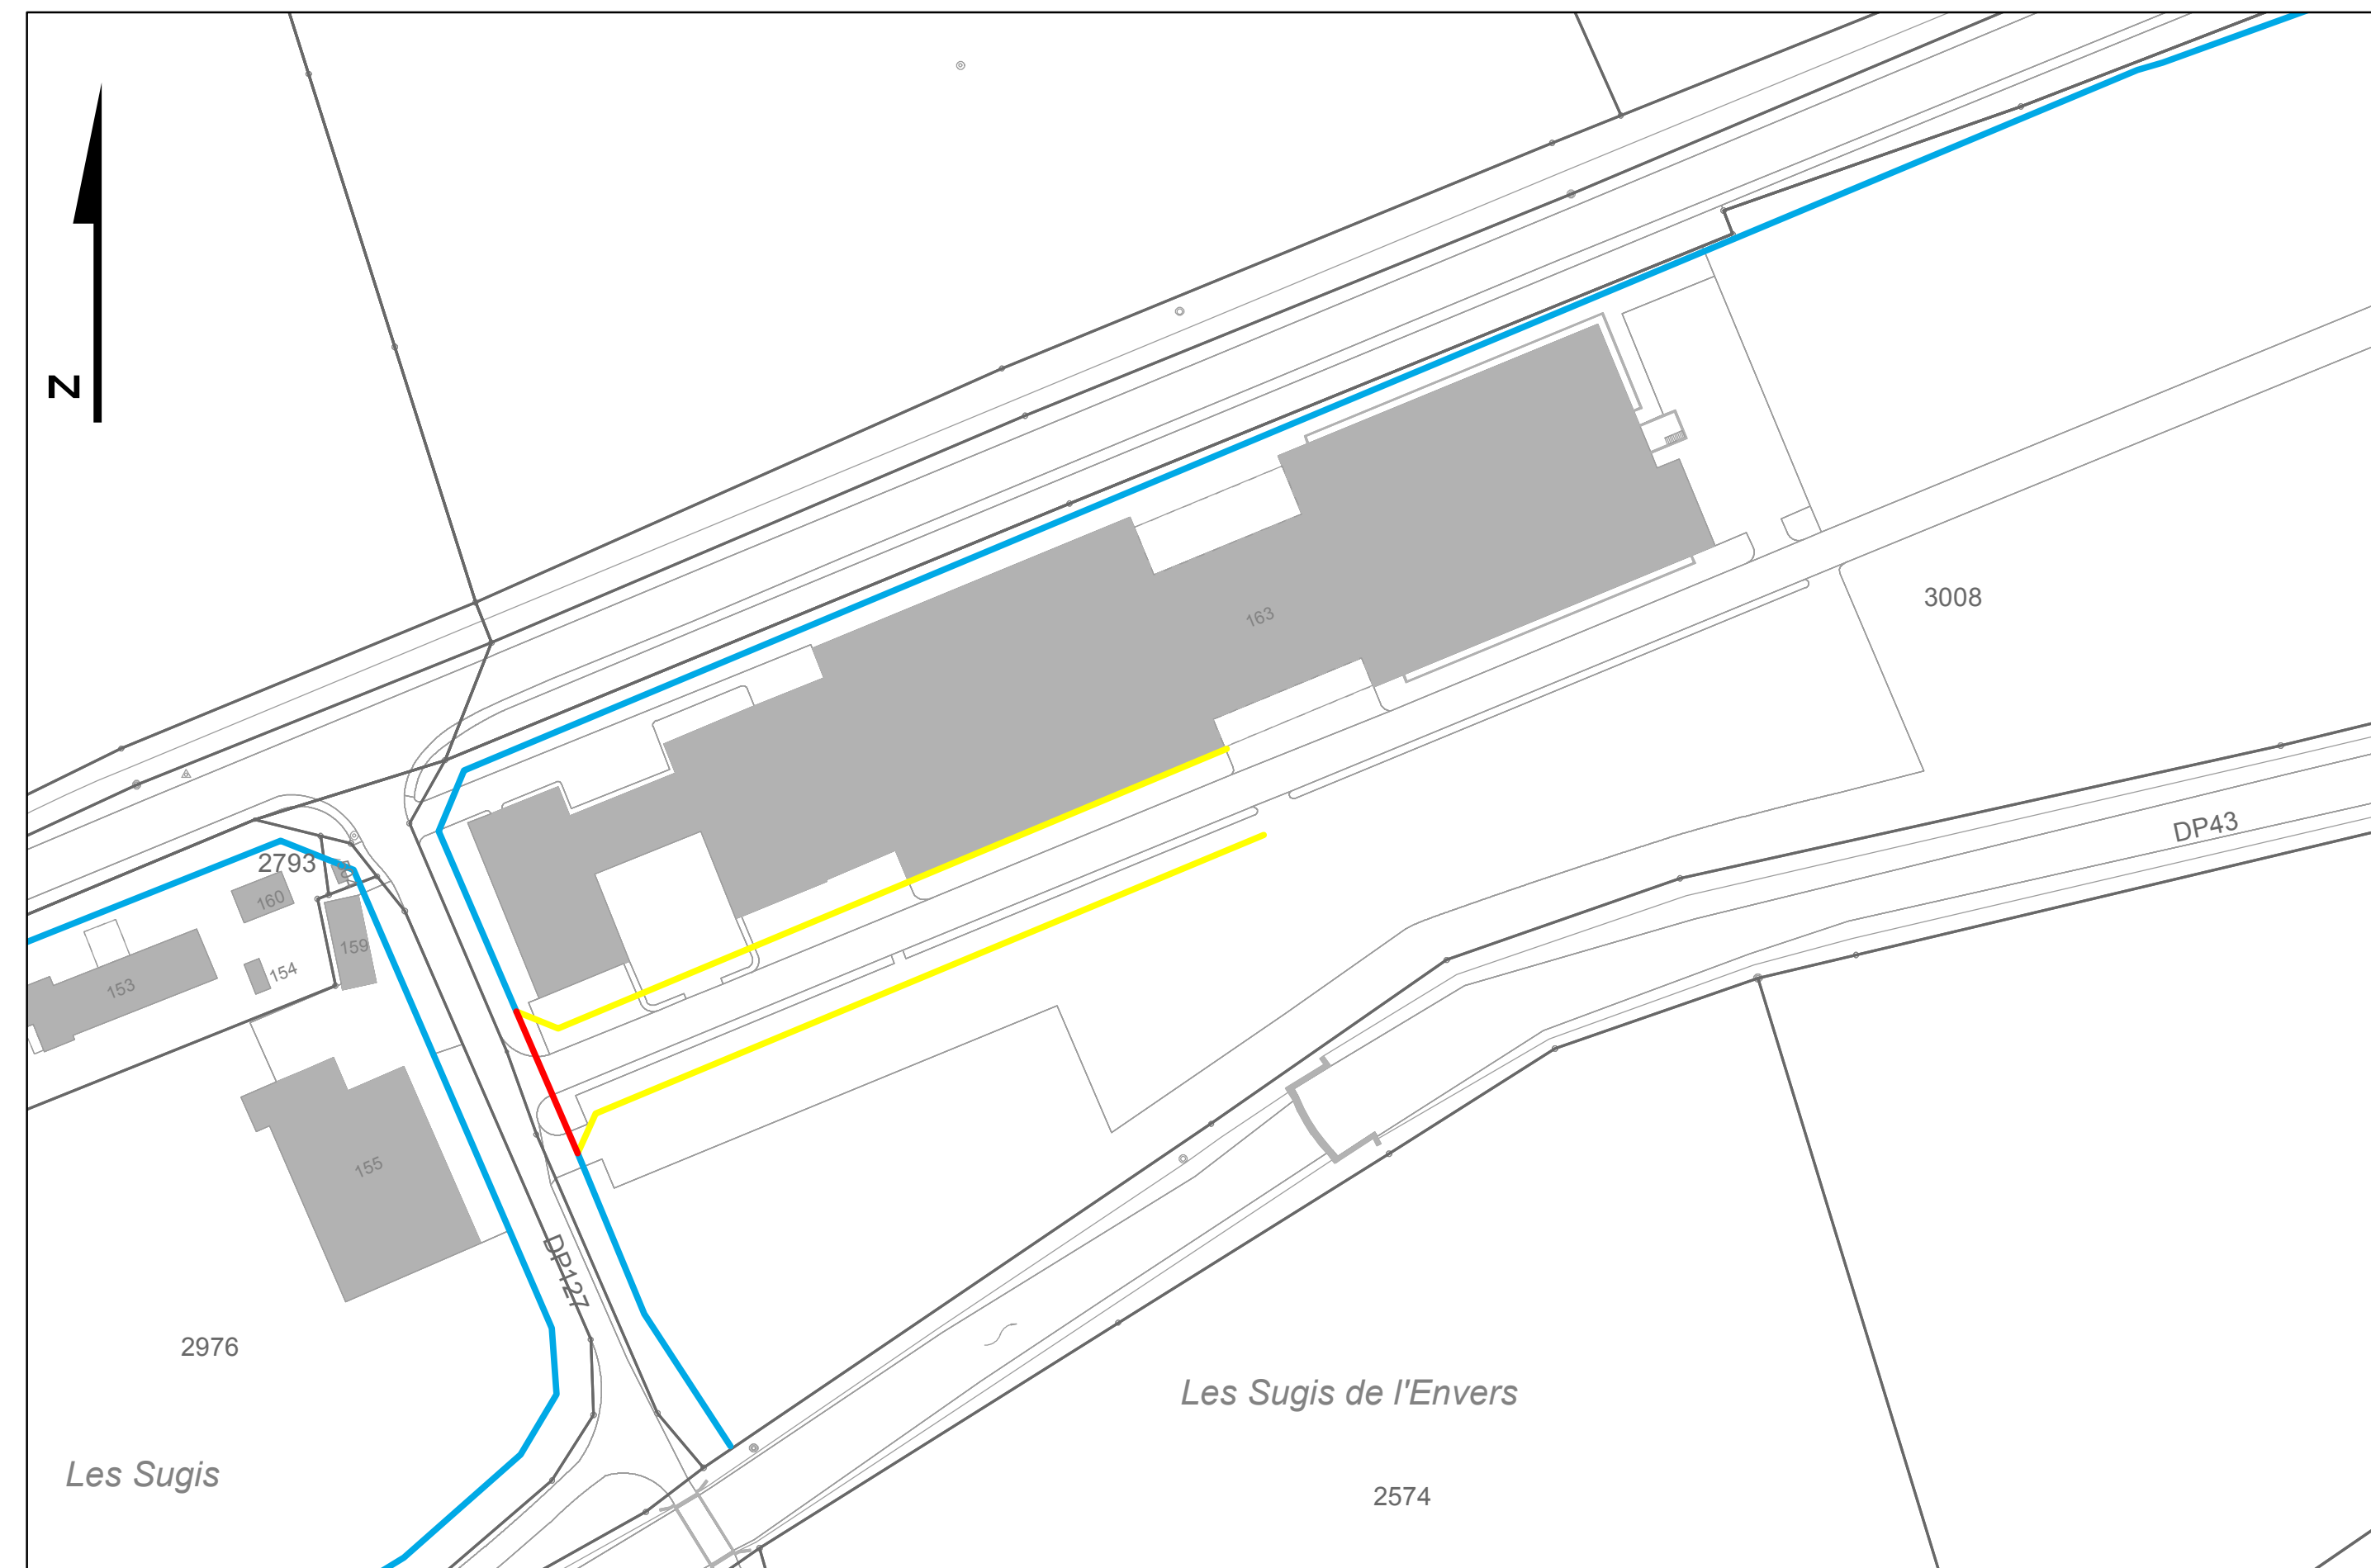 N
163
3008
DP43
2793
160
159
154
153
155
DP127
2976
Les Sugis de l'Envers
Les Sugis
2574